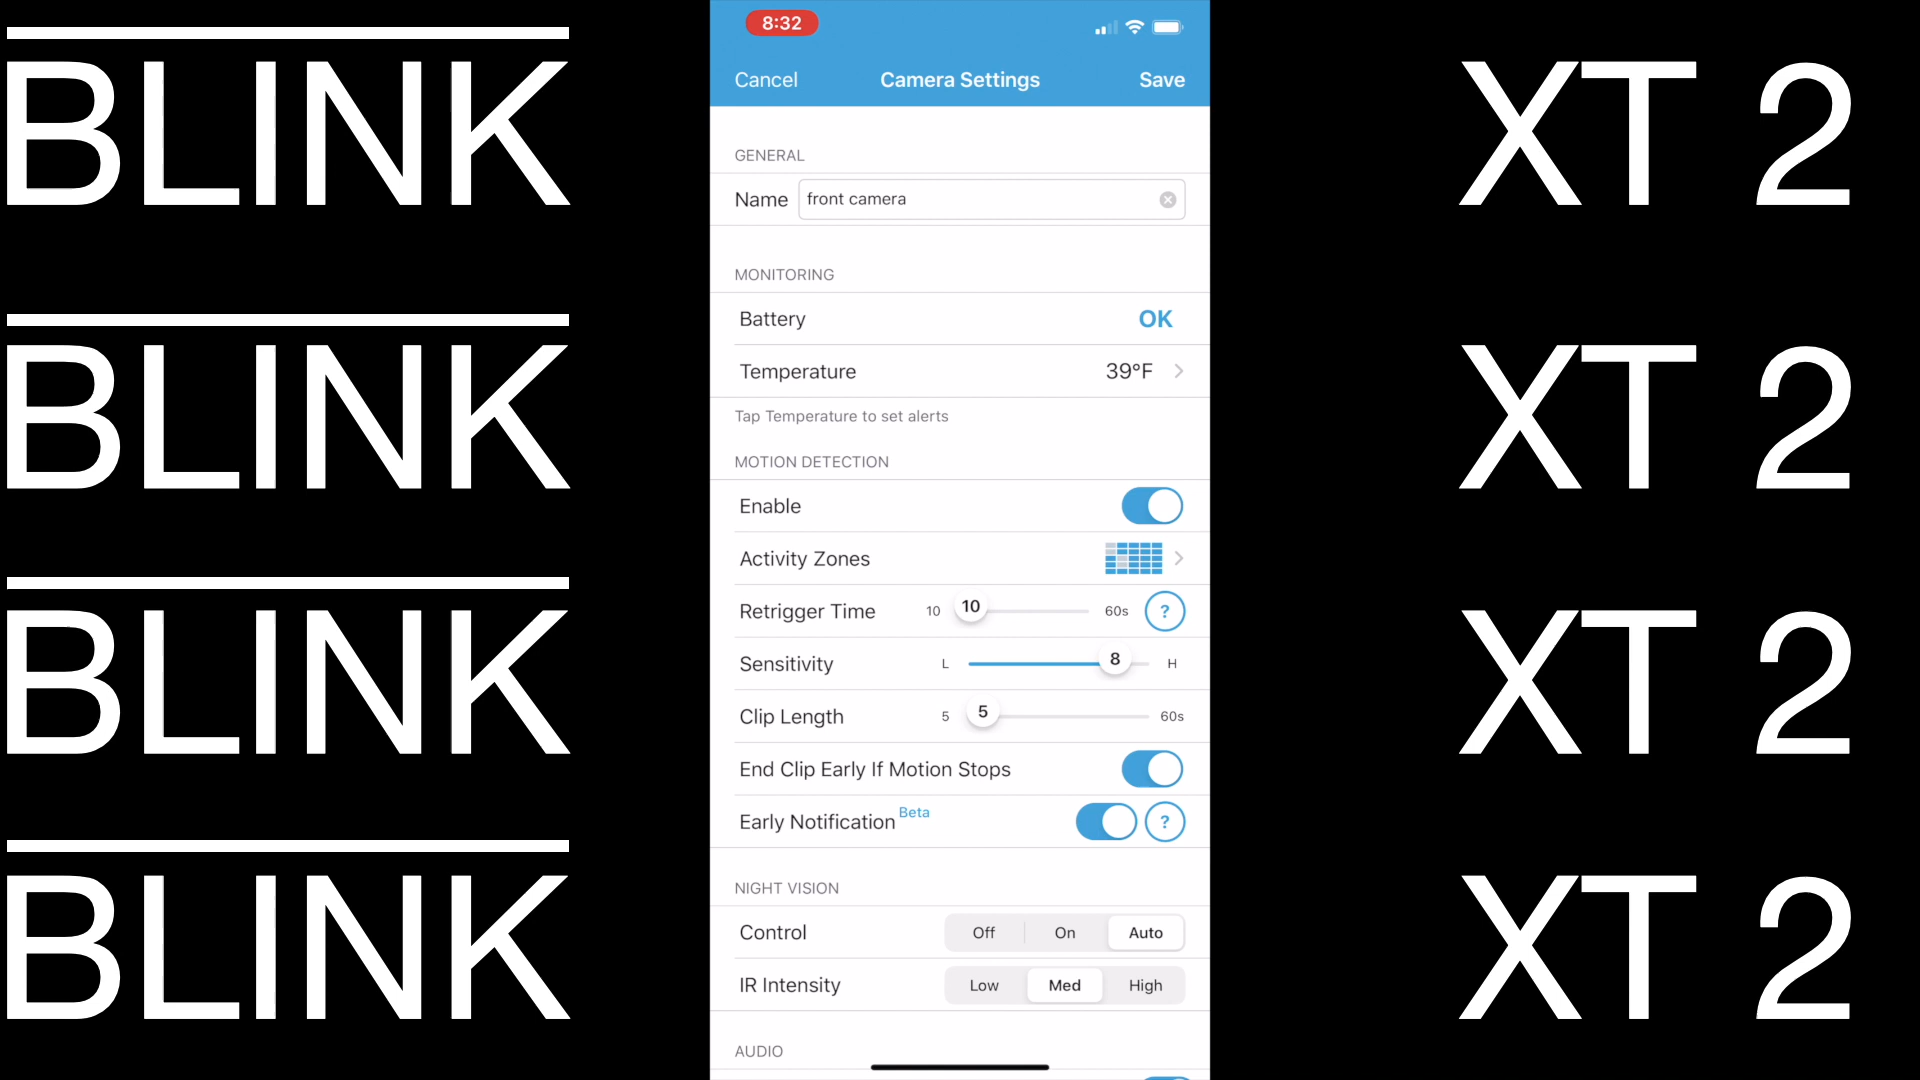 BLINK
XT 2
BLINK
XT 2
BLINK
XT 2
BLINK
XT 2
8:32
Cancel Camera Settings Save
GENERAL
Name front camera
MONITORING
Battery OK
Temperature 39°F
Tap Temperature to set alerts
MOTION DETECTION
Enable
Activity Zones
Retrigger Time 10 10 60s ?
Sensitivity L 8 H
Clip Length 5 5 60s
End Clip Early If Motion Stops
Early Notification Beta ?
NIGHT VISION
Control Off On Auto
IR Intensity Low Med High
AUDIO